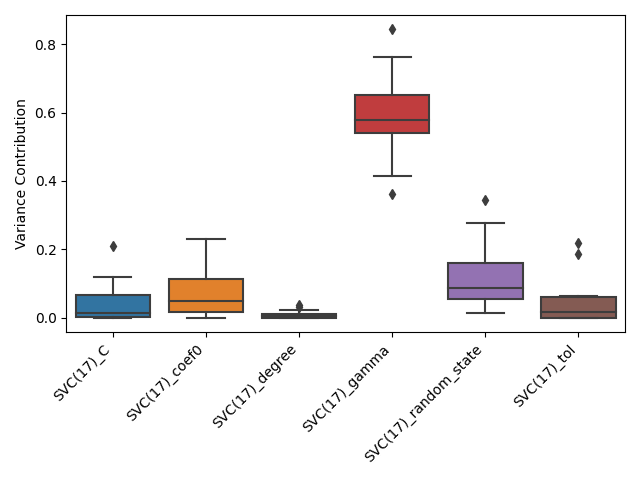 Variance Contribution
0.8
0.6
0.4
0.2
0.0
SVC(17)_C
SVC(17)_coef0
SVC(17)_degree
SVC(17)_gamma
SVC(17)_random_state
SVC(17)_tol